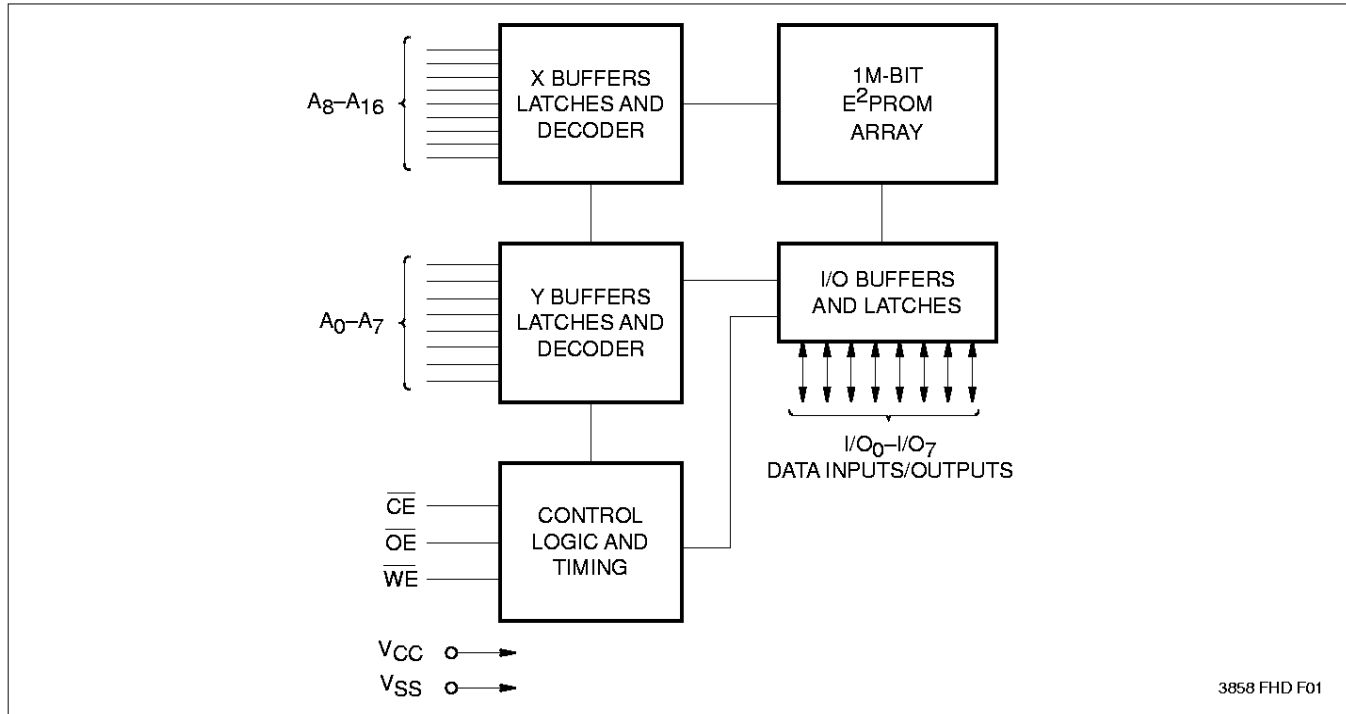 A8–A16
X BUFFERS
LATCHES AND
DECODER
1M-BIT
E²PROM
ARRAY
A0–A7
Y BUFFERS
LATCHES AND
DECODER
I/O BUFFERS
AND LATCHES
I/O0–I/O7
DATA INPUTS/OUTPUTS
CE
OE
WE
CONTROL
LOGIC AND
TIMING
VCC
VSS
3858 FHD F01